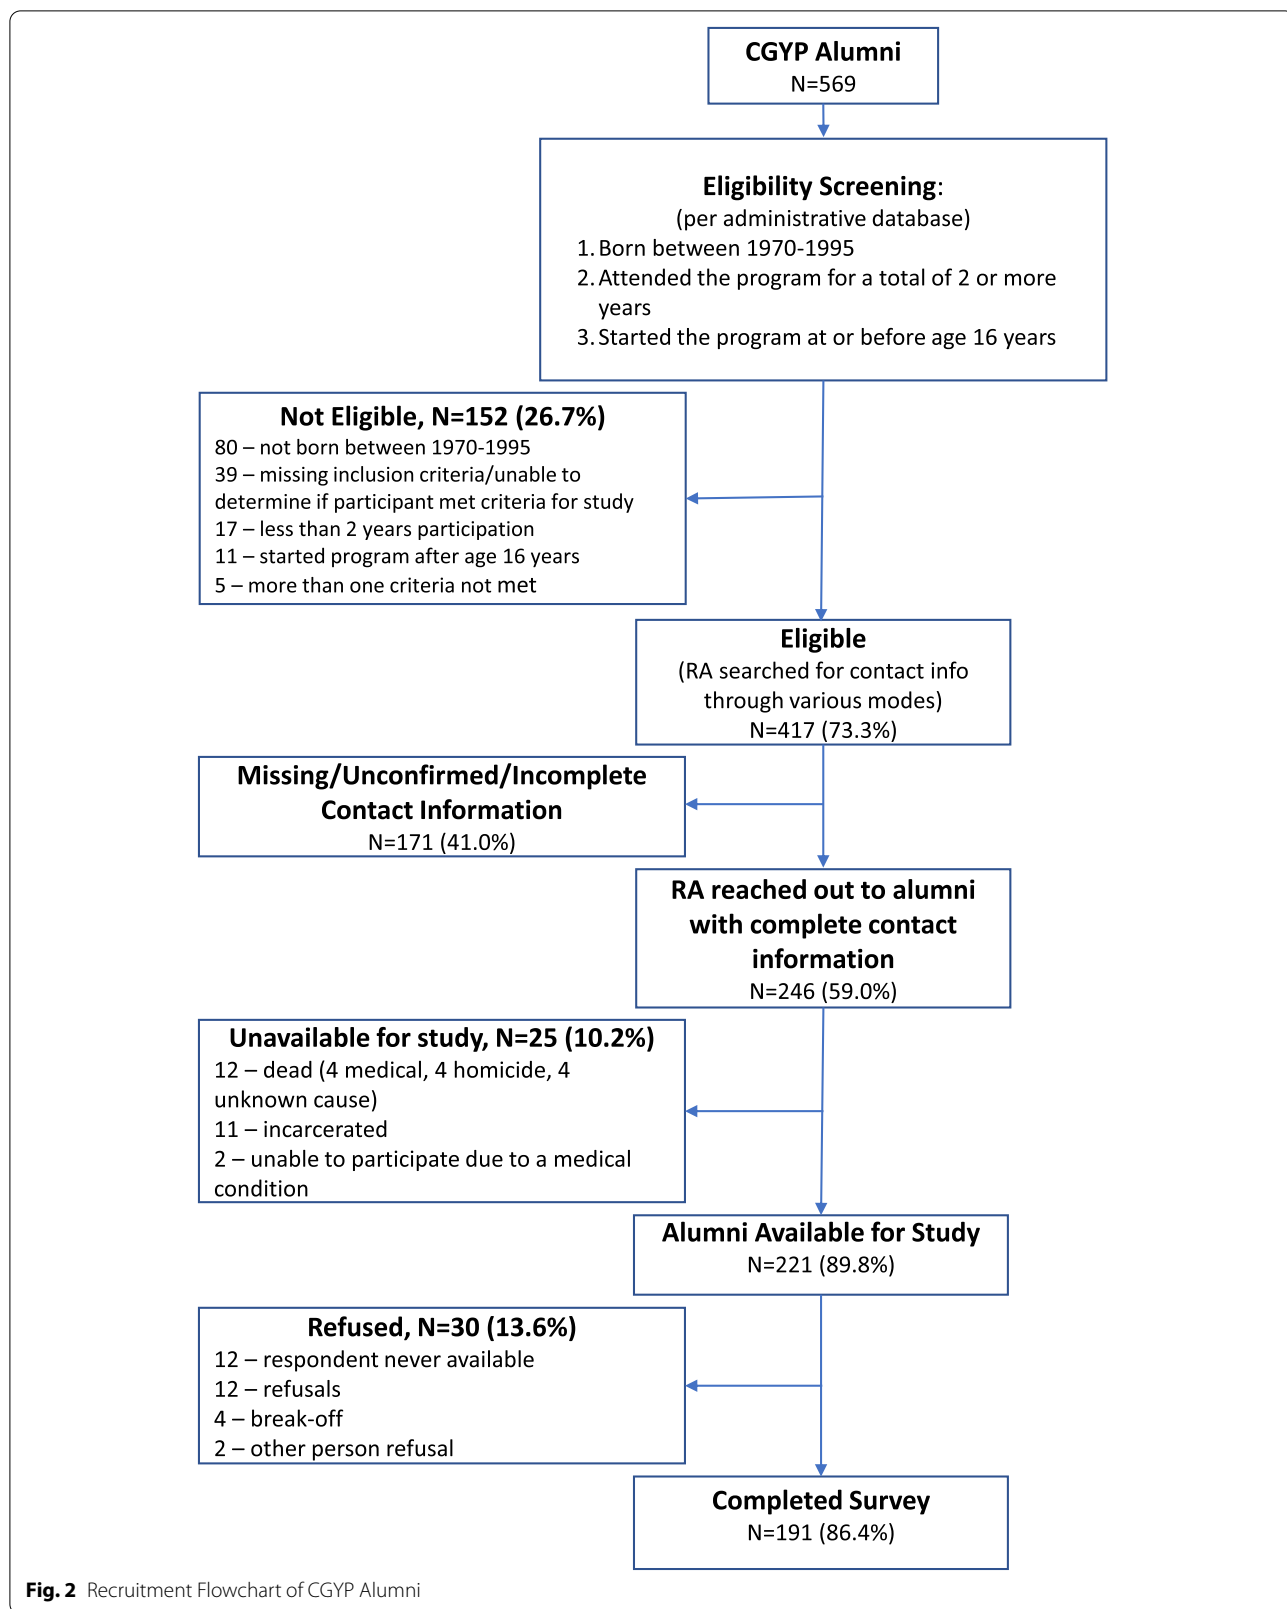 CGYP Alumni
N=569
Eligibility Screening:
(per administrative database)
1. Born between 1970-1995
2. Attended the program for a total of 2 or more
years
3. Started the program at or before age 16 years
Not Eligible, N=152 (26.7%)
80 – not born between 1970-1995
39 – missing inclusion criteria/unable to
determine if participant met criteria for study
17 – less than 2 years participation
11 – started program after age 16 years
5 – more than one criteria not met
Eligible
(RA searched for contact info
through various modes)
N=417 (73.3%)
Missing/Unconfirmed/Incomplete
Contact Information
N=171 (41.0%)
RA reached out to alumni
with complete contact
information
N=246 (59.0%)
Unavailable for study, N=25 (10.2%)
12 – dead (4 medical, 4 homicide, 4
unknown cause)
11 – incarcerated
2 – unable to participate due to a medical
condition
Alumni Available for Study
N=221 (89.8%)
Refused, N=30 (13.6%)
12 – respondent never available
12 – refusals
4 – break-off
2 – other person refusal
Completed Survey
N=191 (86.4%)
Fig. 2 Recruitment Flowchart of CGYP Alumni